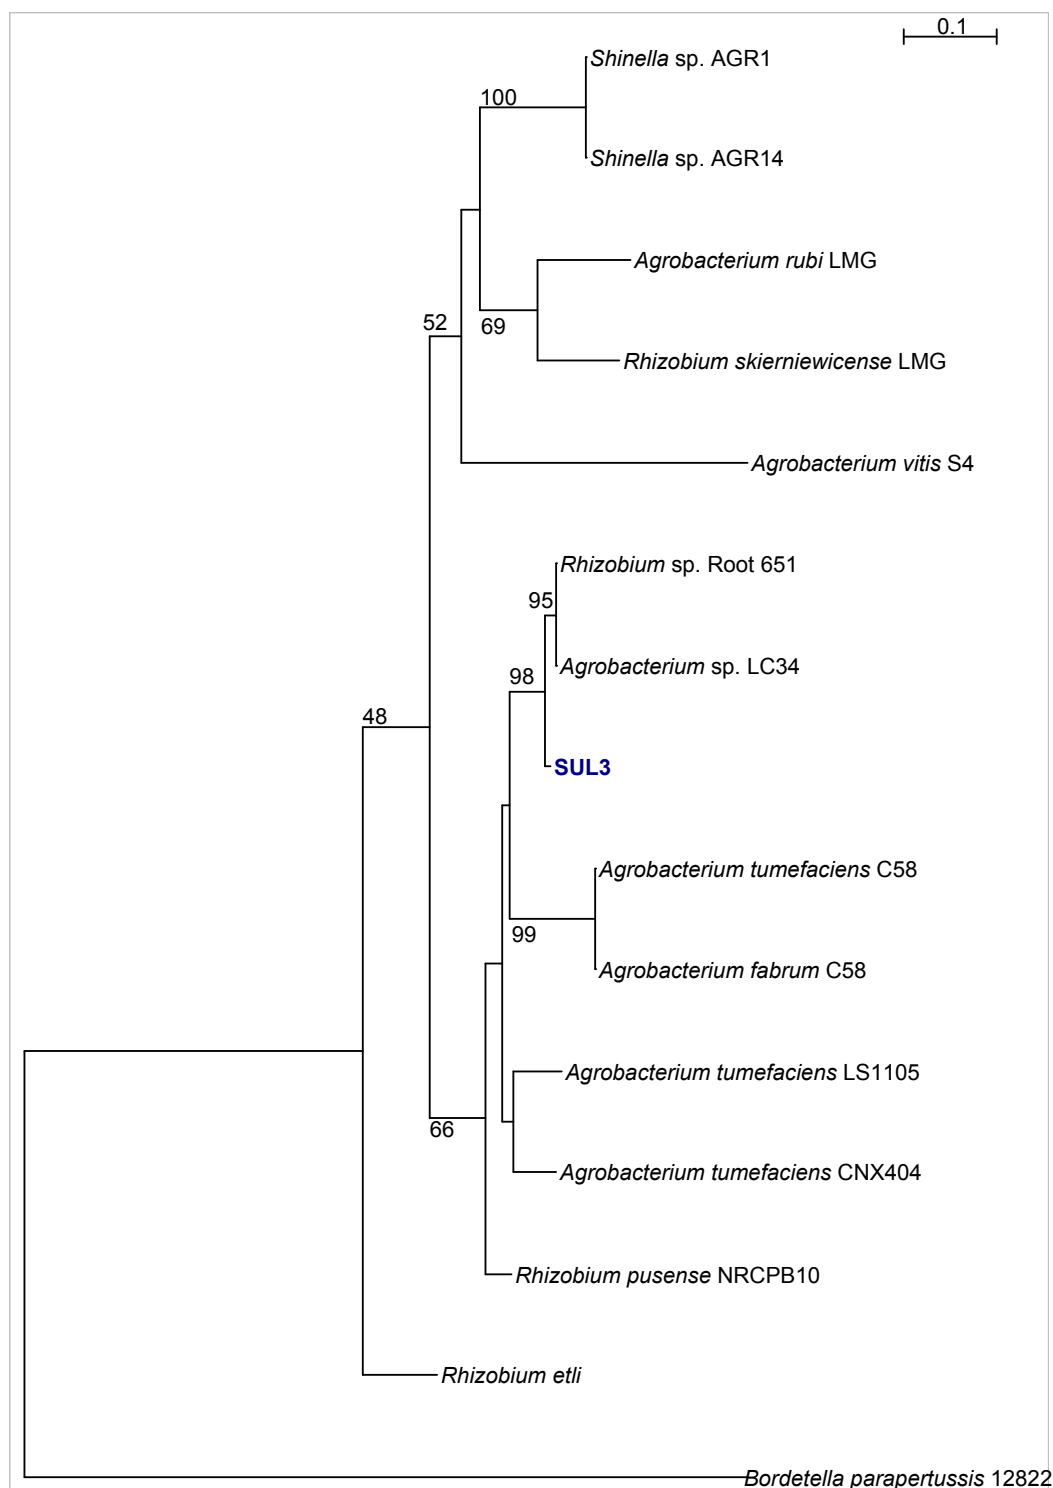 0.1
Shinella sp. AGR1
100
Shinella sp. AGR14
Agrobacterium rubi LMG
52
69
Rhizobium skierniewicense LMG
Agrobacterium vitis S4
Rhizobium sp. Root 651
95
Agrobacterium sp. LC34
98
48
SUL3
Agrobacterium tumefaciens C58
99
Agrobacterium fabrum C58
Agrobacterium tumefaciens LS1105
66
Agrobacterium tumefaciens CNX404
Rhizobium pusense NRCPB10
Rhizobium etli
Bordetella parapertussis 12822